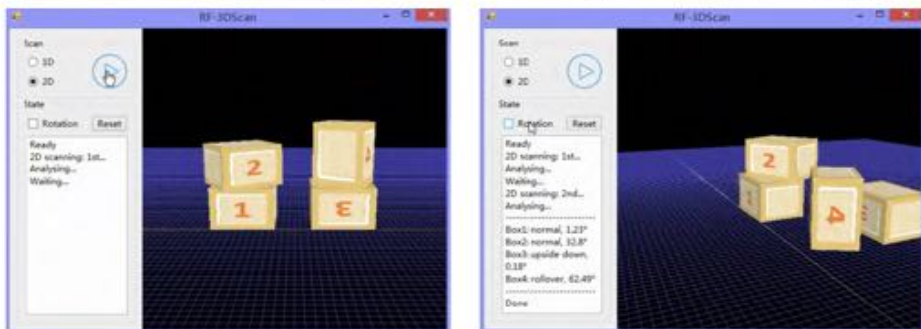 RF-3DScan
Scan
1D
2D
State
Rotation Reset
Ready
2D scanning: 1st...
Analysing...
Waiting...
2
1
3
RF-3DScan
Scan
1D
2D
State
Rotation Reset
Ready
2D scanning: 1st...
Analysing...
Waiting...
2D scanning: 2nd...
Analysing...
Box1: normal, 1.23°
Box2: normal, 32.8°
Box3: upside down,
0.18°
Box4: rollover, 62.49°
Done
2
1
4